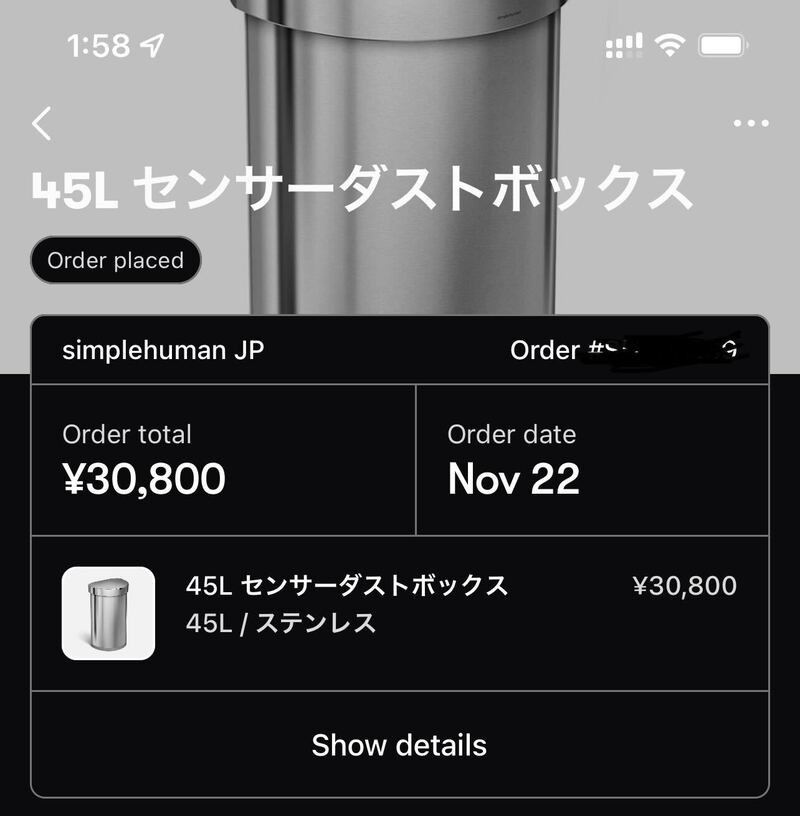 1:58
45L センサーダストボックス
Order placed
simplehuman JP
Order
Order total
¥30,800
Order date
Nov 22
45L センサーダストボックス
¥30,800
45L / ステンレス
Show details